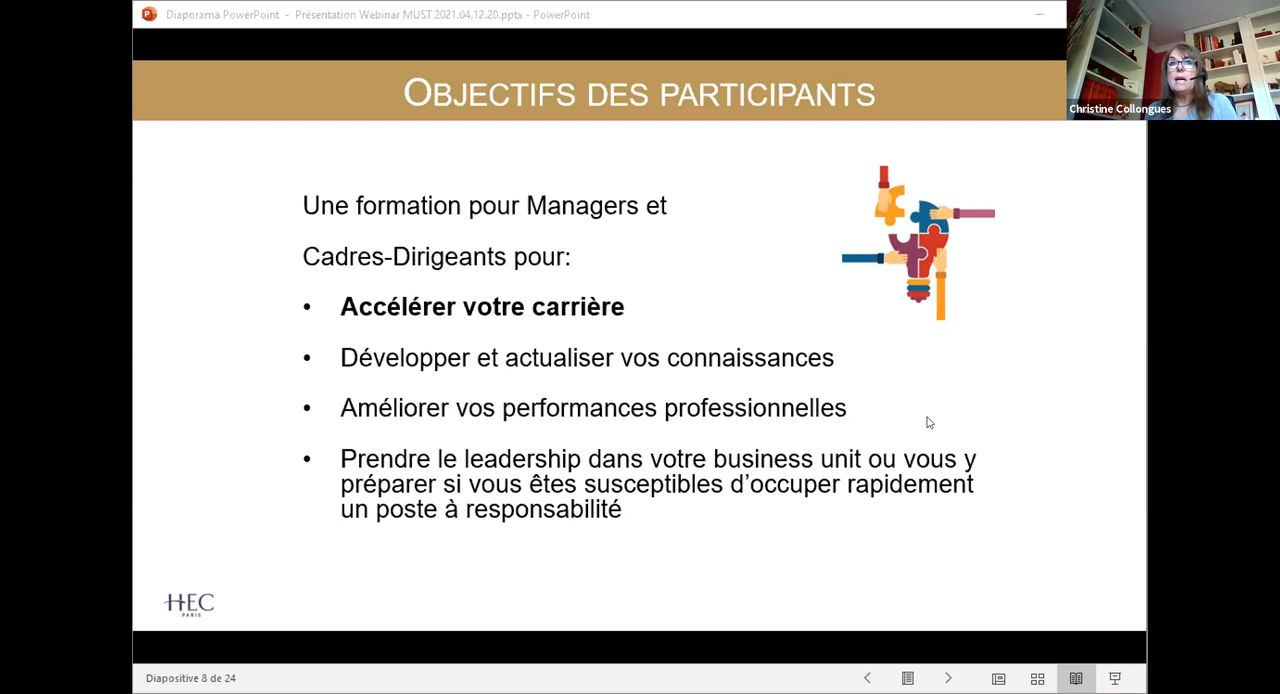 Diaporama PowerPoint - Présentation Webinar MUST 2021.04.12.20.pptx - PowerPoint
Christine Collongues
OBJECTIFS DES PARTICIPANTS
Une formation pour Managers et
Cadres-Dirigeants pour:
• Accélérer votre carrière
• Développer et actualiser vos connaissances
• Améliorer vos performances professionnelles
• Prendre le leadership dans votre business unit ou vous y
préparer si vous êtes susceptibles d’occuper rapidement
un poste à responsabilité
HEC
PARIS
Diapositive 8 de 24